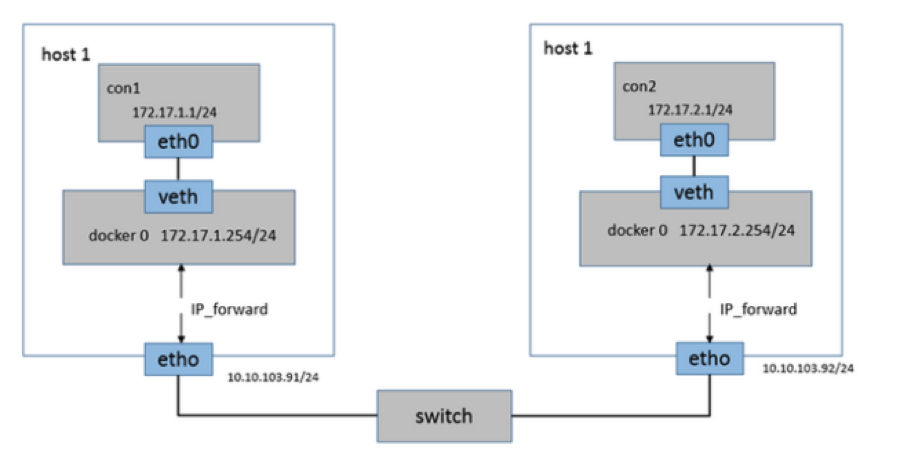 host 1
con1
172.17.1.1/24
eth0
veth
docker 0 172.17.1.254/24
IP_forward
etho
10.10.103.91/24
host 1
con2
172.17.2.1/24
eth0
veth
docker 0 172.17.2.254/24
IP_forward
etho
10.10.103.92/24
switch